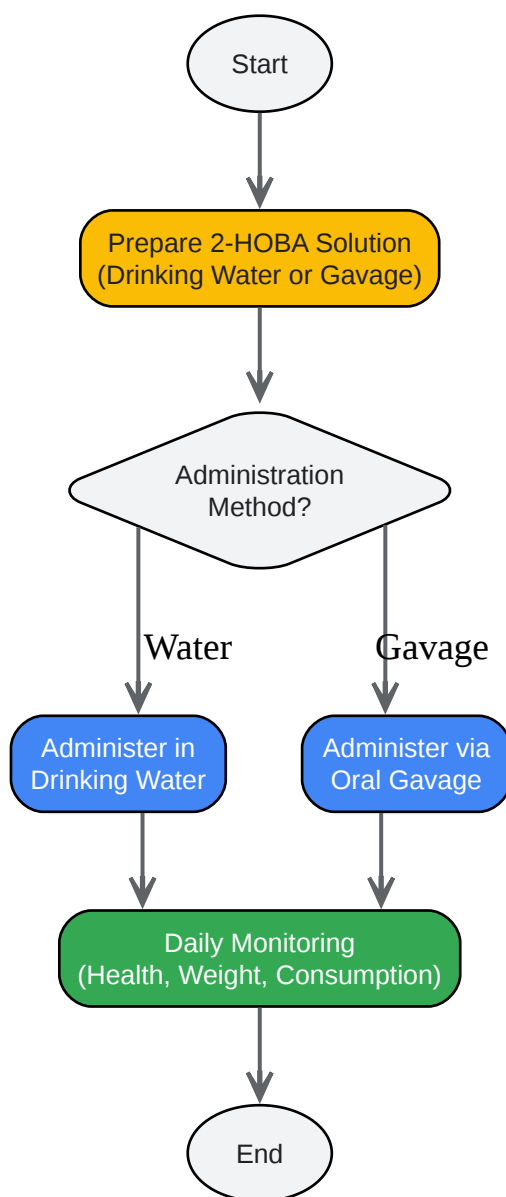 Start
Prepare 2-HOBA Solution
(Drinking Water or Gavage)
Administration
Method?
Water
Gavage
Administer in
Drinking Water
Administer via
Oral Gavage
Daily Monitoring
(Health, Weight, Consumption)
End